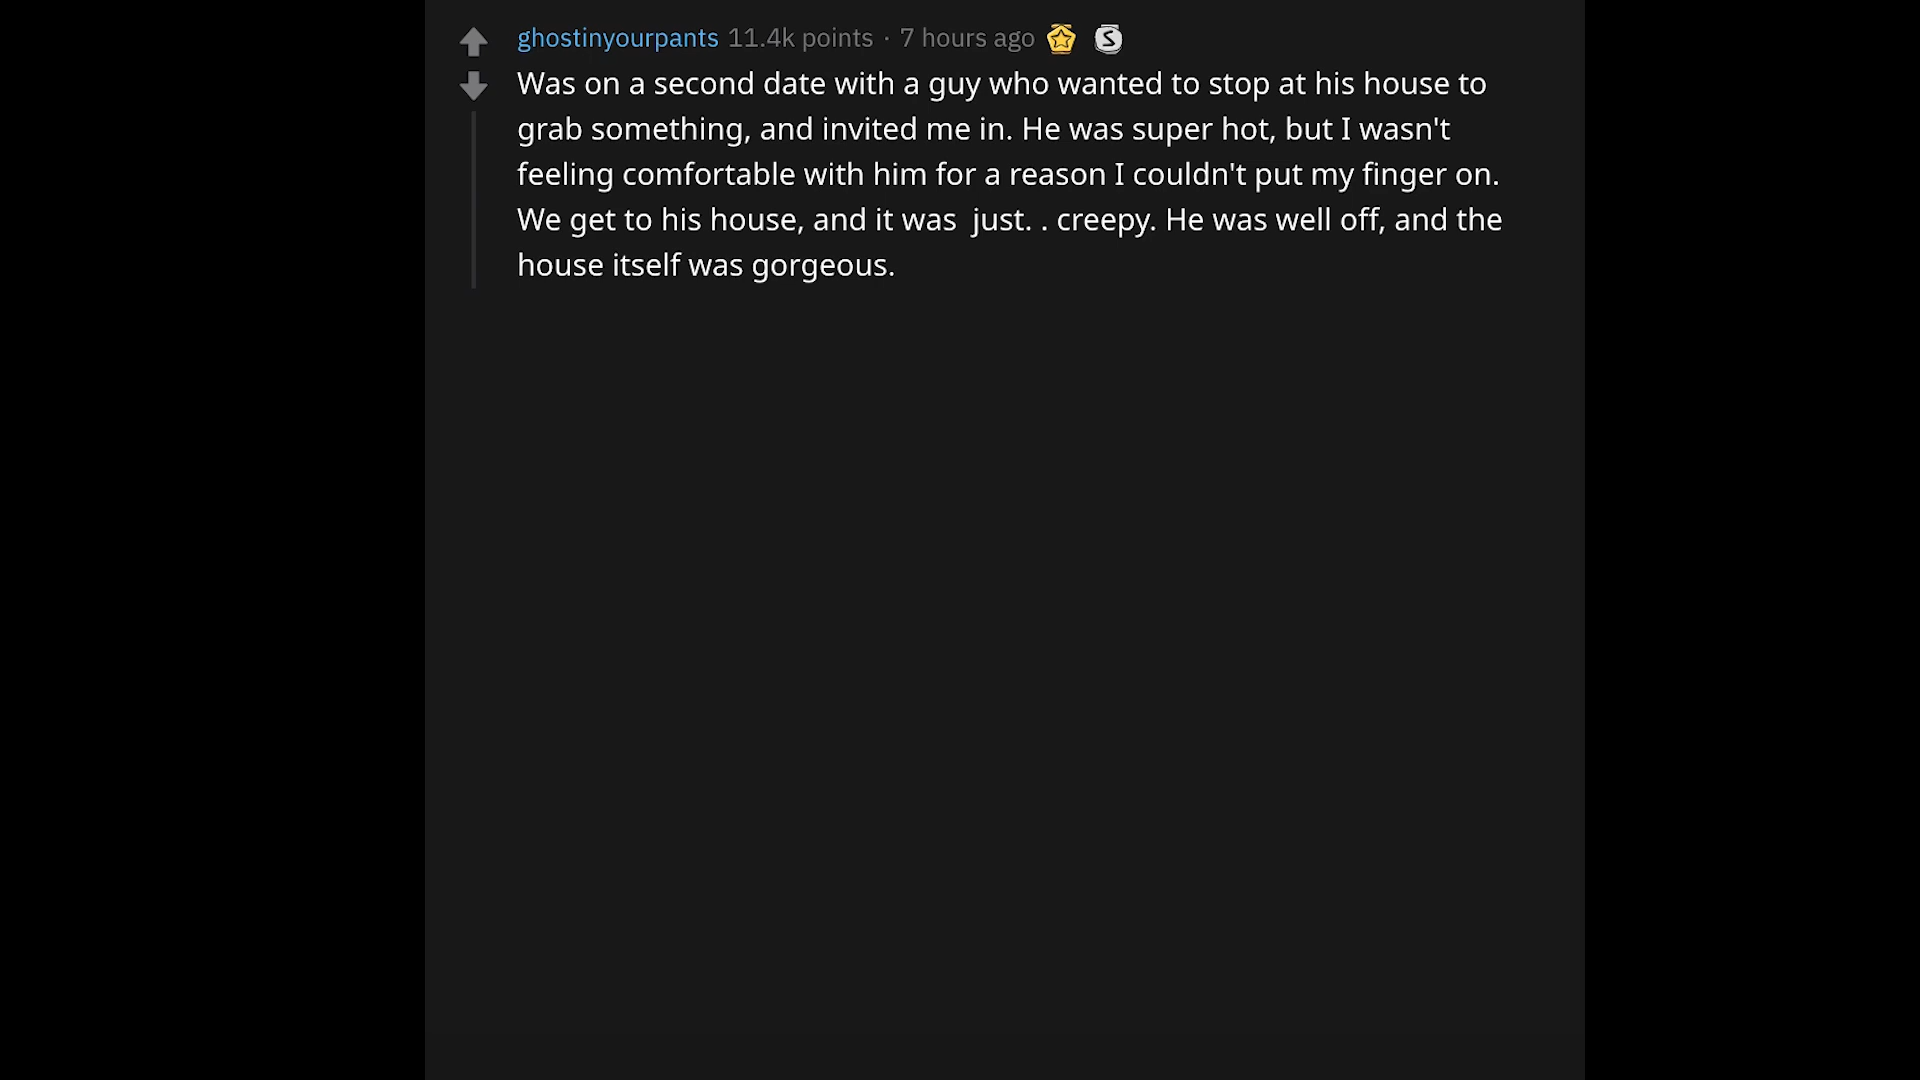 ghostinyourpants 11.4k points · 7 hours ago
Was on a second date with a guy who wanted to stop at his house to
grab something, and invited me in. He was super hot, but I wasn't
feeling comfortable with him for a reason I couldn't put my finger on.
We get to his house, and it was  just. . creepy. He was well off, and the
house itself was gorgeous.